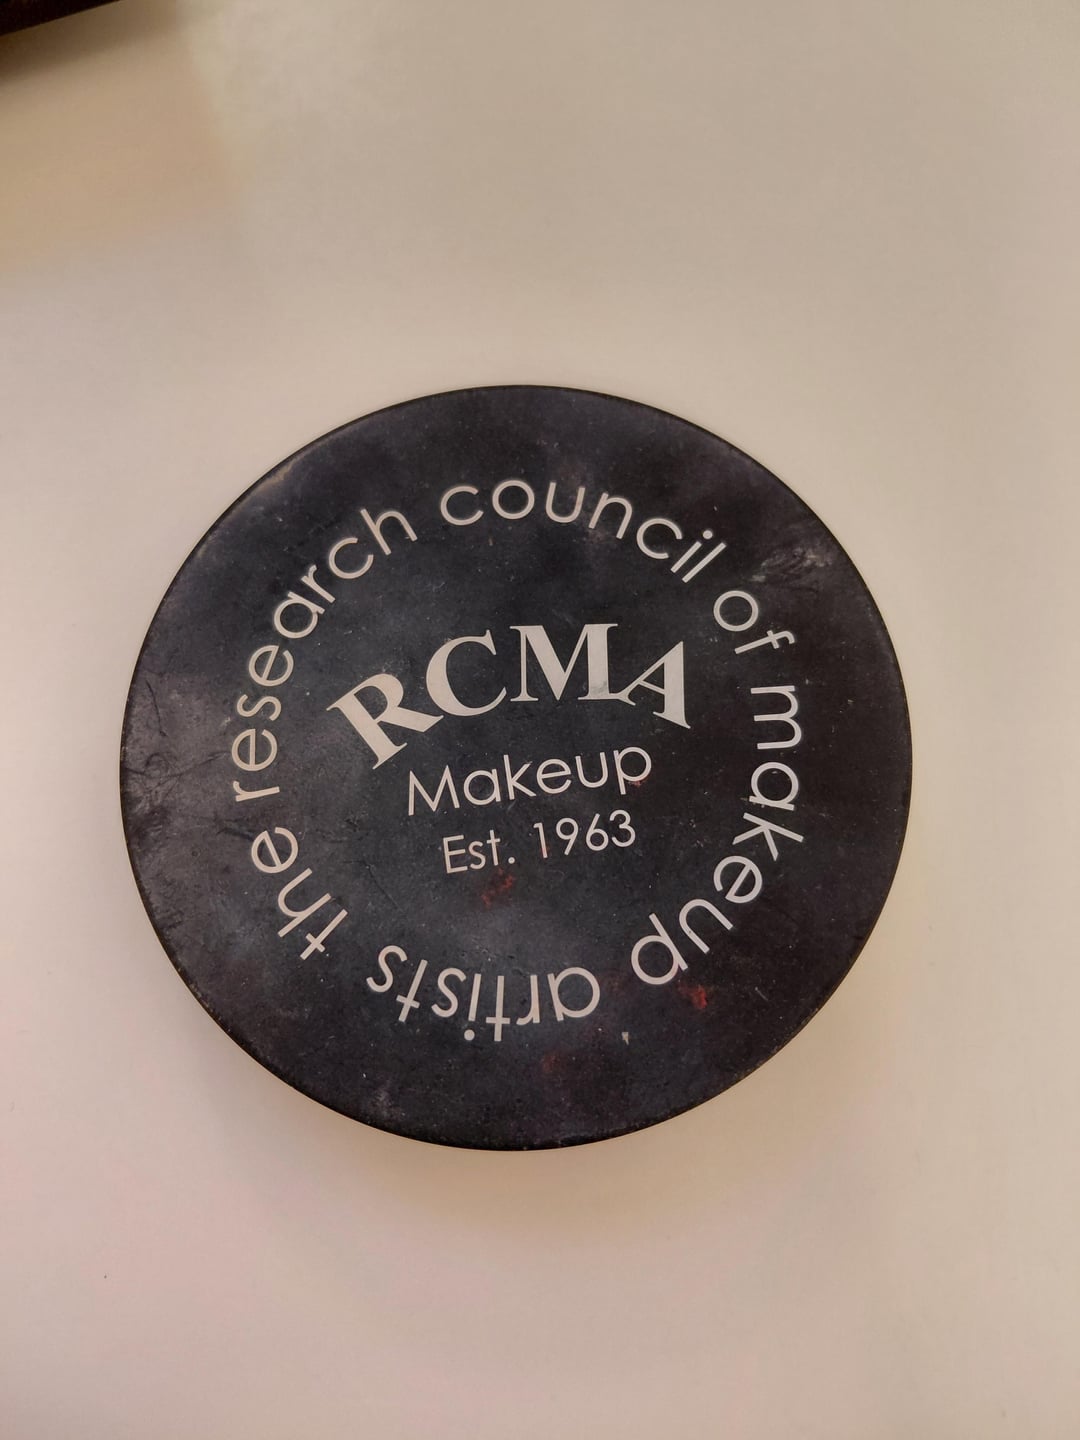 the research council of makeup artists
RCMA
Makeup
Est. 1963